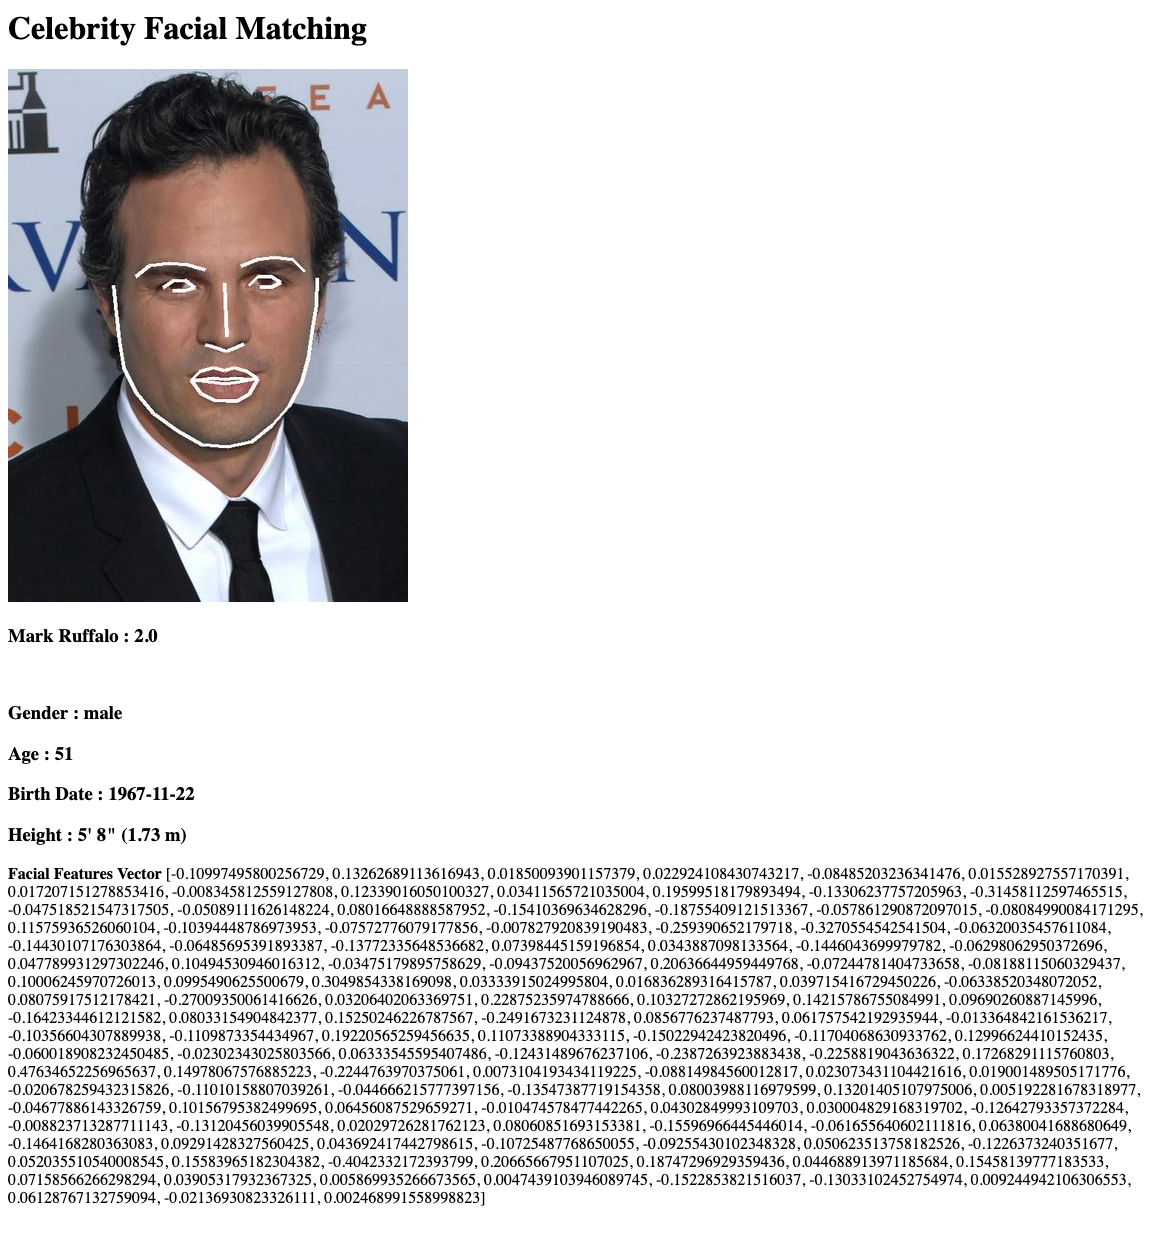 Celebrity Facial Matching
E E A
V N
C
Mark Ruffalo : 2.0
Gender : male
Age : 51
Birth Date : 1967-11-22
Height : 5' 8" (1.73 m)
Facial Features Vector [-0.10997495800256729, 0.13262689113616943, 0.01850093901157379, 0.022924108430743217, -0.08485203236341476, 0.015528927557170391,
0.017207151278853416, -0.008345812559127808, 0.12339016050100327, 0.03411565721035004, 0.19599518179893494, -0.13306237757205963, -0.31458112597465515,
-0.047518521547317505, -0.05089111626148224, 0.08016648888587952, -0.15410369634628296, -0.18755409121513367, -0.057861290872097015, -0.08084990084171295,
0.11575936526060104, -0.10394448786973953, -0.07572776079177856, -0.007827920839190483, -0.259390652179718, -0.3270554542541504, -0.06320035457611084,
-0.14430107176303864, -0.06485695391893387, -0.13772335648536682, 0.07398445159196854, 0.0343887098133564, -0.1446043699979782, -0.06298062950372696,
0.047789931297302246, 0.10494530946016312, -0.03475179895758629, -0.09437520056962967, 0.20636644959449768, -0.07244781404733658, -0.08188115060329437,
0.10006245970726013, 0.0995490625500679, 0.3049854338169098, 0.03333915024995804, 0.016836289316415787, 0.039715416729450226, -0.06338520348072052,
0.08075917512178421, -0.27009350061416626, 0.03206402063369751, 0.22875235974788666, 0.10327272862195969, 0.14215786755084991, 0.09690260887145996,
-0.16423344612121582, 0.08033154904842377, 0.15250246226787567, -0.2491673231124878, 0.0856776237487793, 0.061757542192935944, -0.013364842161536217,
-0.10356604307889938, -0.1109873354434967, 0.19220565259456635, 0.11073388904333115, -0.15022942423820496, -0.11704068630933762, 0.12996624410152435,
-0.060018908232450485, -0.023023430258035660, 0.06333545595407486, -0.12431489676237106, -0.2387263923883438, -0.2258819043636322, 0.17268291115760803,
0.47634652256965637, 0.14978067576885223, -0.2244763970375061, 0.0073104193434119225, -0.08814984560012817, 0.023073431104421616, 0.019001489505171776,
-0.020678259432315826, -0.11010158807039261, -0.044666215777397156, -0.13547387719154358, 0.08003988116979599, 0.13201405107975006, 0.005192281678318977,
-0.04677886143326759, 0.10156795382499695, 0.06456087529659271, -0.010474578477442265, 0.04302849993109703, 0.030004829168319702, -0.12642793357372284,
-0.008823713287711143, -0.13120456039905548, 0.02029726281762123, 0.08060851693153381, -0.15596966445446014, -0.061655640602111816, 0.06380041688680649,
-0.1464168280363083, 0.09291428327560425, 0.043692417442798615, -0.10725487768650055, -0.09255430102348328, 0.050623513758182526, -0.1226373240351677,
0.052035510540008545, 0.15583965182304382, -0.4042332172393799, 0.20665667951107025, 0.18747296929359436, 0.044688913971185684, 0.15458139777183533,
0.07158566266298294, 0.03905317932367325, 0.005869935266673565, 0.0047439103946089745, -0.1522853821516037, -0.13033102452754974, 0.009244942106306553,
0.06128767132759094, -0.02136930823326111, 0.002468991558998823]